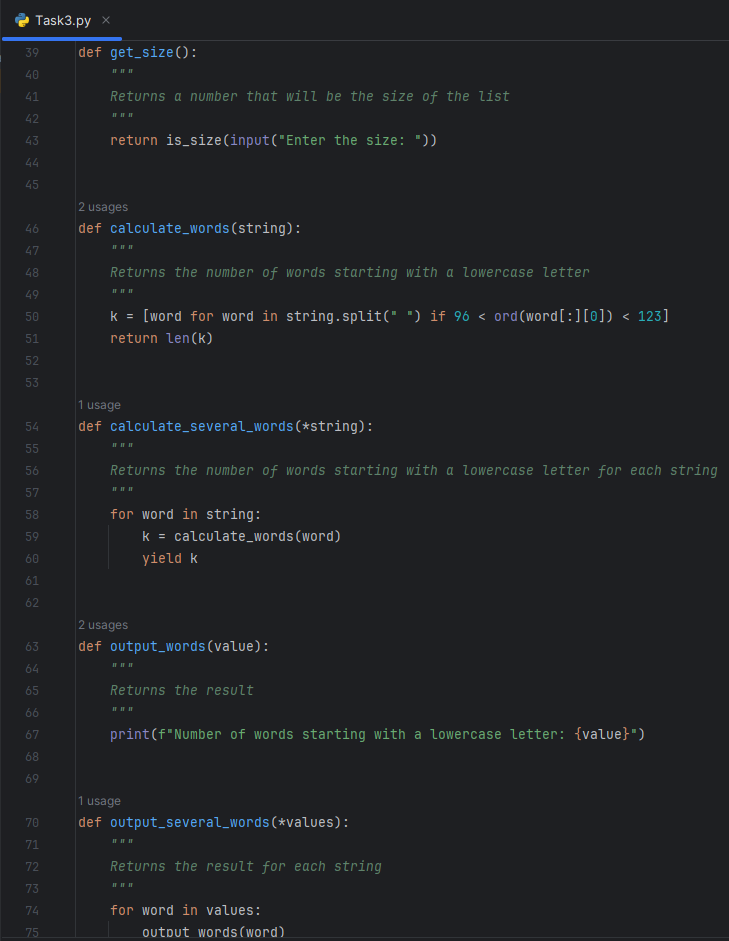 Task3.py ×
39 def get_size():
40 """
41 Returns a number that will be the size of the list
42 """
43 return is_size(input("Enter the size: "))
44
45
2 usages
46 def calculate_words(string):
47 """
48 Returns the number of words starting with a lowercase letter
49 """
50 k = [word for word in string.split(" ") if 96 < ord(word[:][0]) < 123]
51 return len(k)
52
53
1 usage
54 def calculate_several_words(*string):
55 """
56 Returns the number of words starting with a lowercase letter for each string
57 """
58 for word in string:
59 k = calculate_words(word)
60 yield k
61
62
2 usages
63 def output_words(value):
64 """
65 Returns the result
66 """
67 print(f"Number of words starting with a lowercase letter: {value}")
68
69
1 usage
70 def output_several_words(*values):
71 """
72 Returns the result for each string
73 """
74 for word in values:
75 output_words(word)